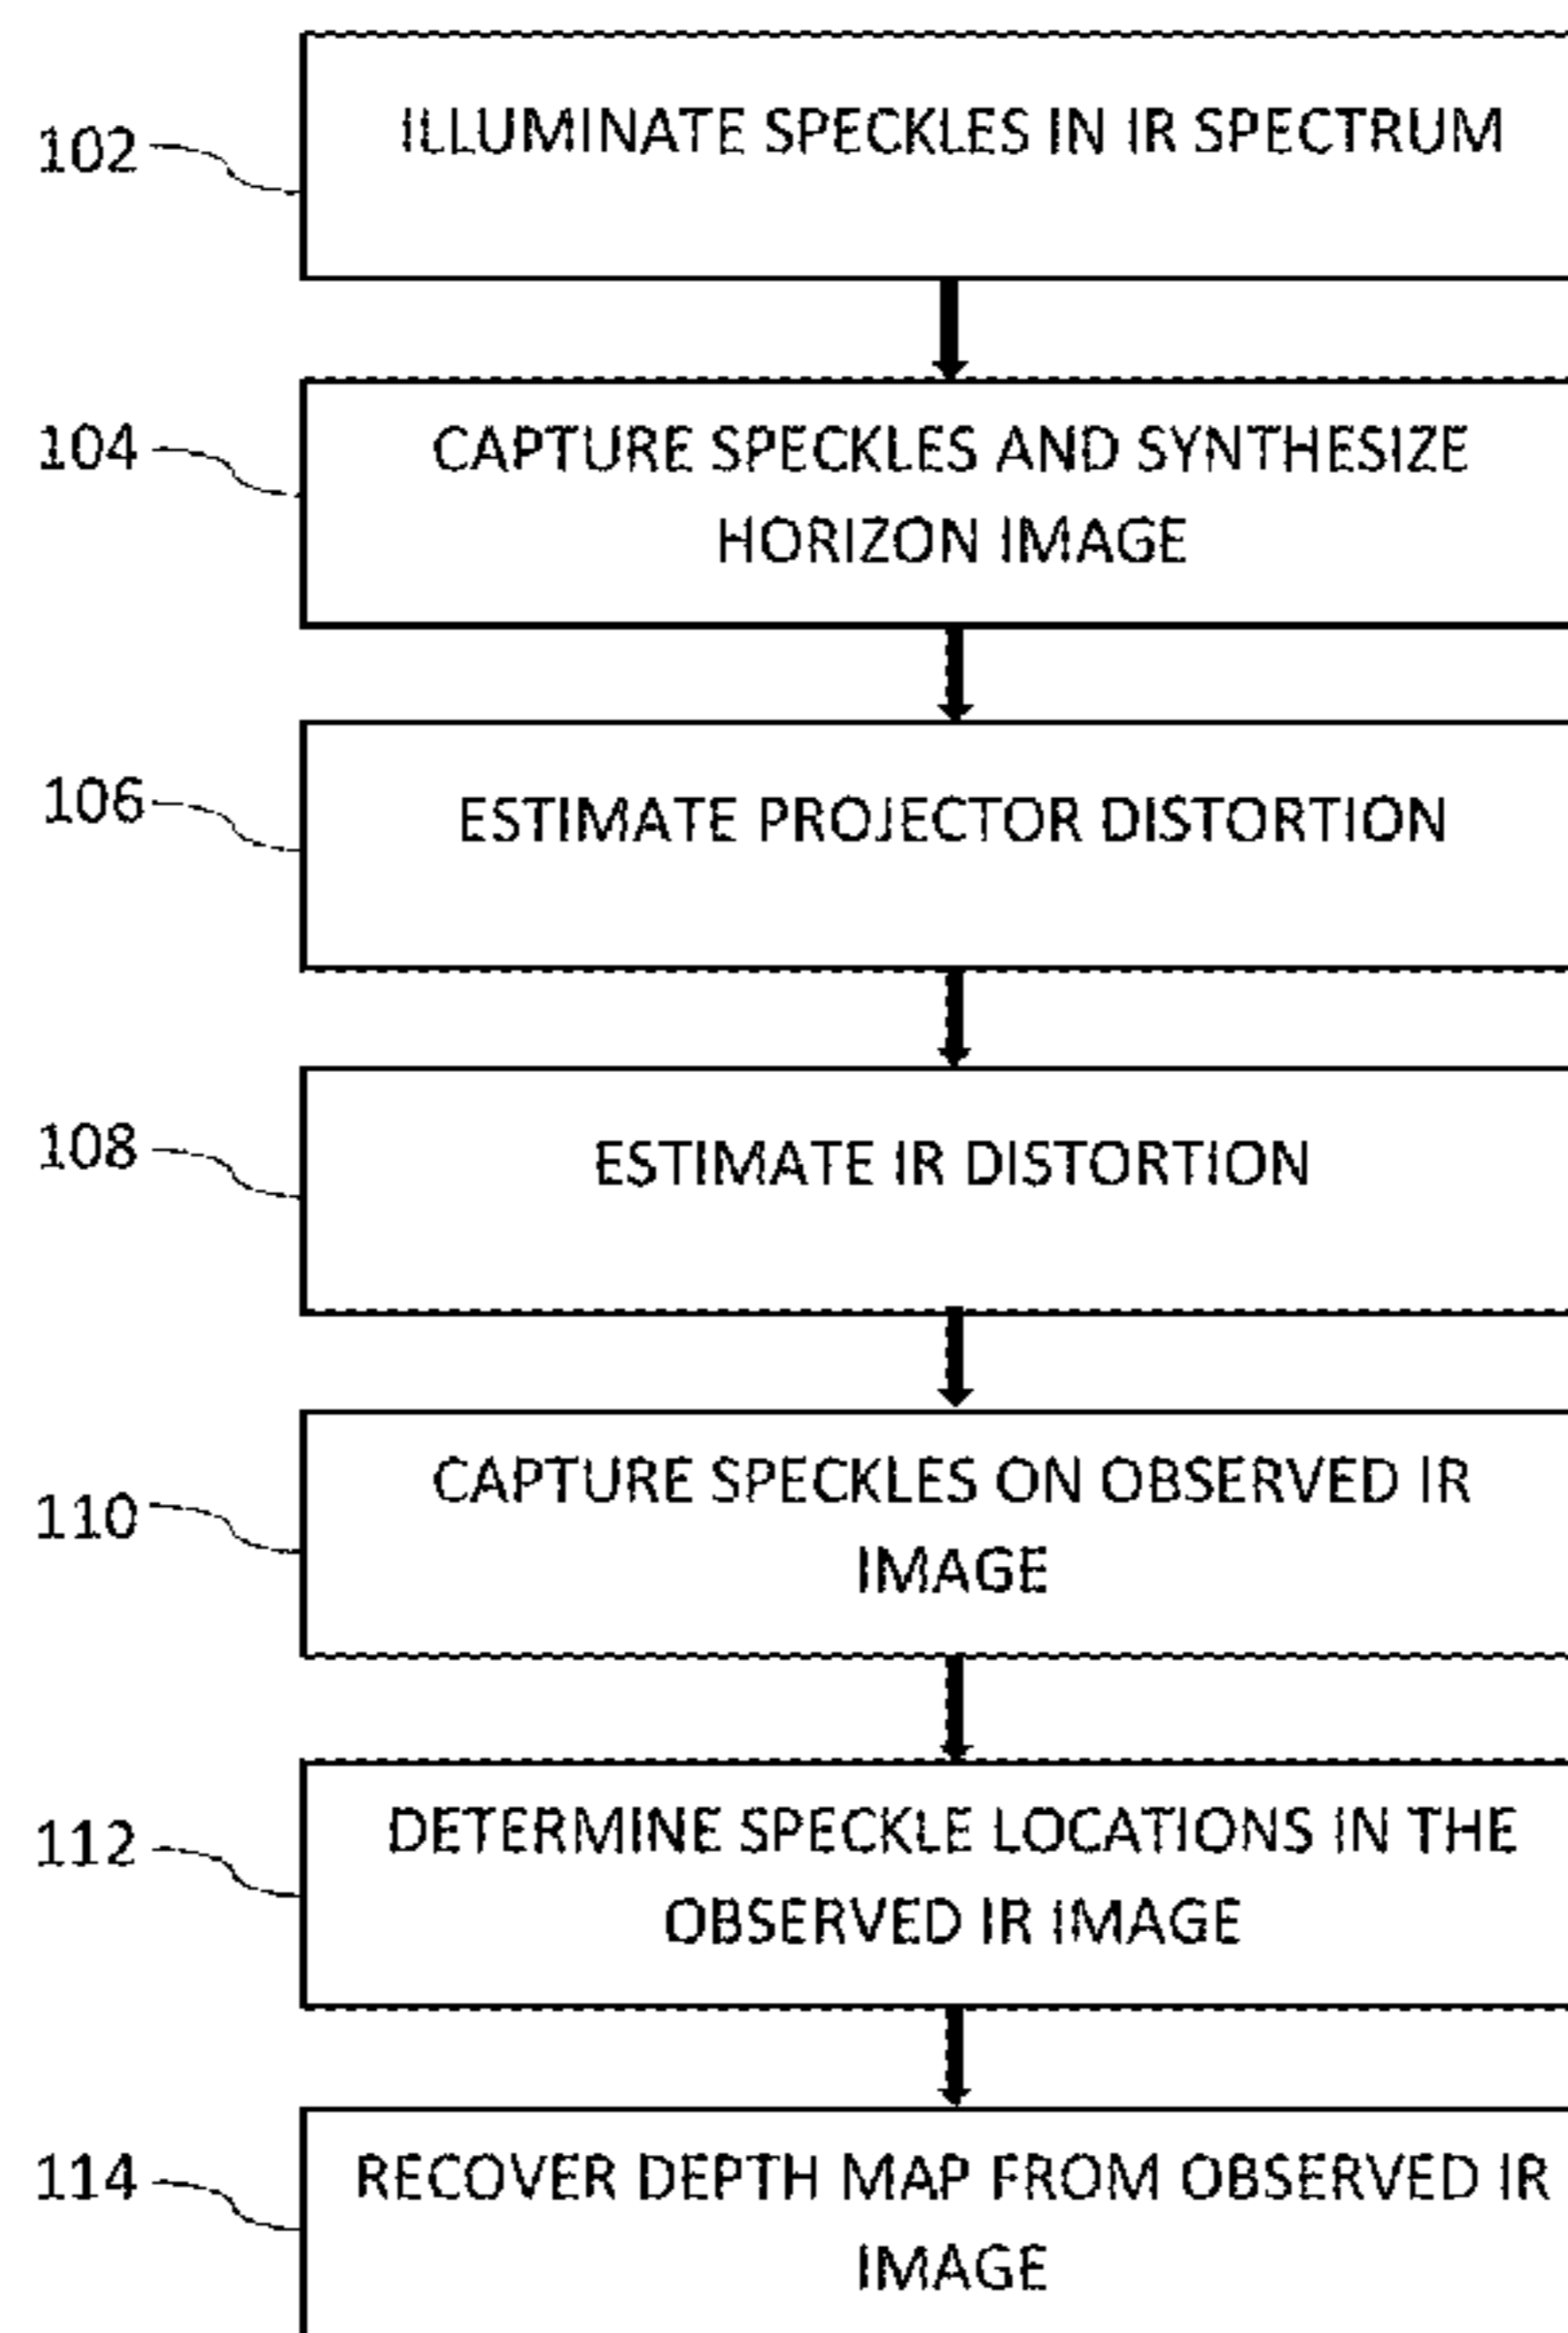 102
ILLUMINATE SPECKLES IN IR SPECTRUM
104
CAPTURE SPECKLES AND SYNTHESIZE
HORIZON IMAGE
106
ESTIMATE PROJECTOR DISTORTION
108
ESTIMATE IR DISTORTION
110
CAPTURE SPECKLES ON OBSERVED IR
IMAGE
112
DETERMINE SPECKLE LOCATIONS IN THE
OBSERVED IR IMAGE
114
RECOVER DEPTH MAP FROM OBSERVED IR
IMAGE